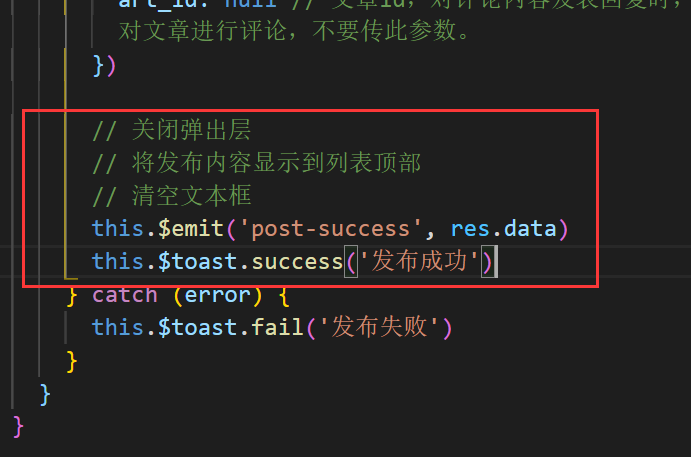 art_id: null // 文章id，对评论内容发表回复时，
对文章进行评论，不要传此参数。
})
// 关闭弹出层
// 将发布内容显示到列表顶部
// 清空文本框
this.$emit('post-success', res.data)
this.$toast.success('发布成功')
} catch (error) {
this.$toast.fail('发布失败')
}
}
}